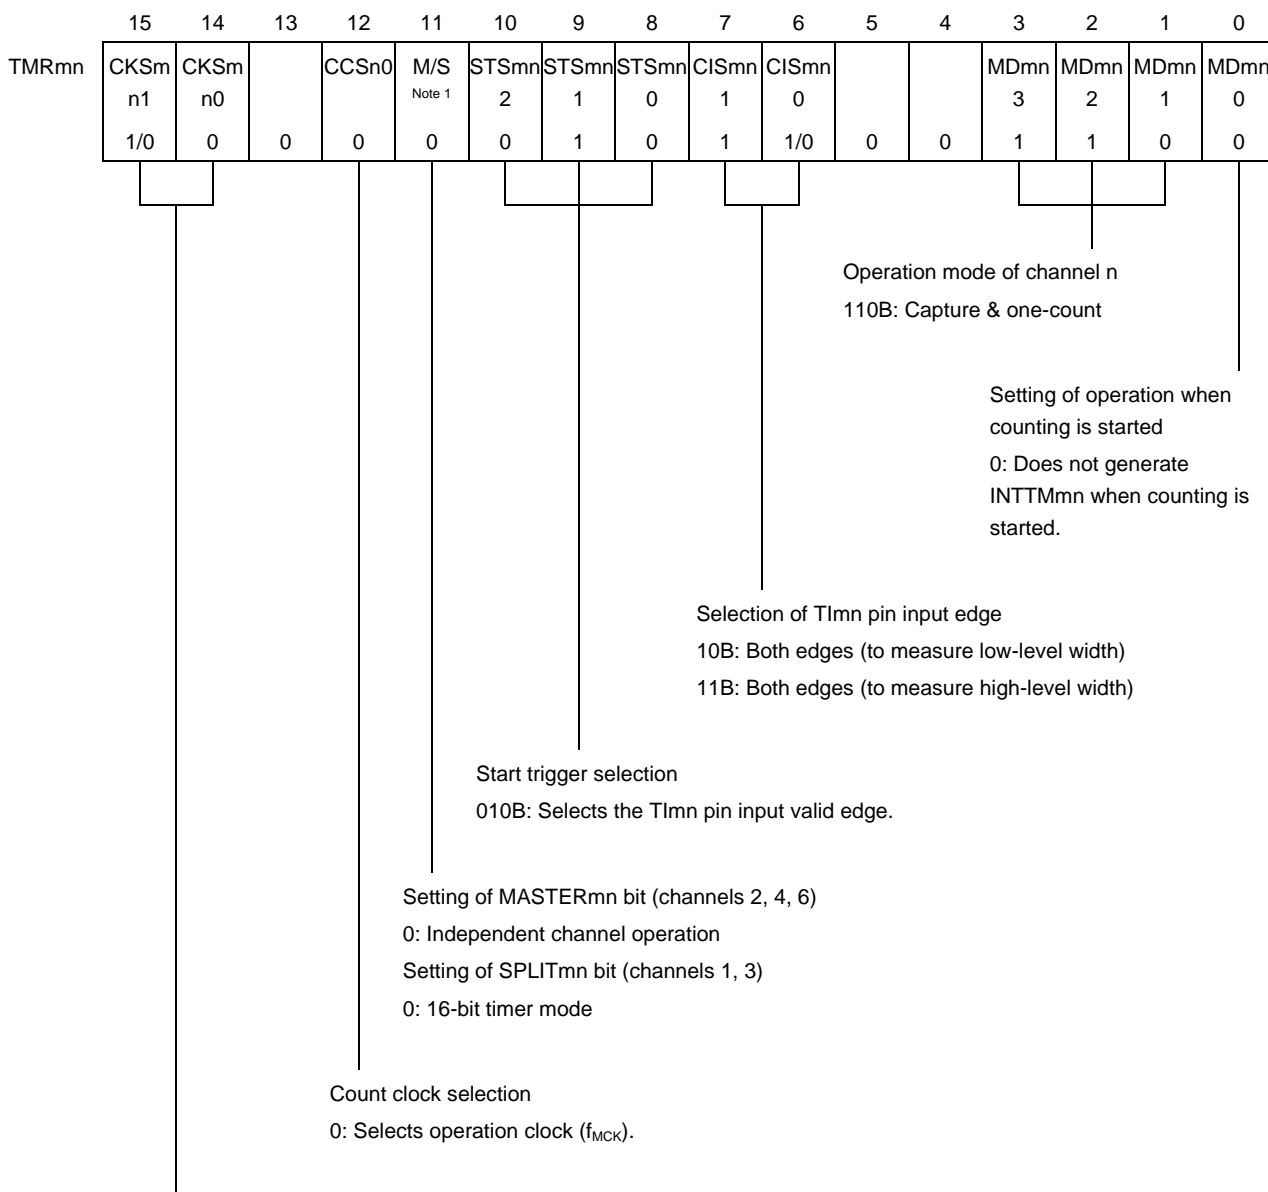 15 14 13 12 11 10 9 8 7 6 5 4 3 2 1 0
TMRmn CKSm CKSm CCSn0 M/S STSmn STSmn STSmn CISmn CISmn MDmn MDmn MDmn MDmn
n1 n0 Note 1 2 1 0 1 0 3 2 1 0
1/0 0 0 0 0 0 1 0 1 1/0 0 0 1 1 0 0
Operation mode of channel n
110B: Capture & one-count
Setting of operation when
counting is started
0: Does not generate
INTTMmn when counting is
started.
Selection of TImn pin input edge
10B: Both edges (to measure low-level width)
11B: Both edges (to measure high-level width)
Start trigger selection
010B: Selects the TImn pin input valid edge.
Setting of MASTERmn bit (channels 2, 4, 6)
0: Independent channel operation
Setting of SPLITmn bit (channels 1, 3)
0: 16-bit timer mode
Count clock selection
0: Selects operation clock (fMCK).